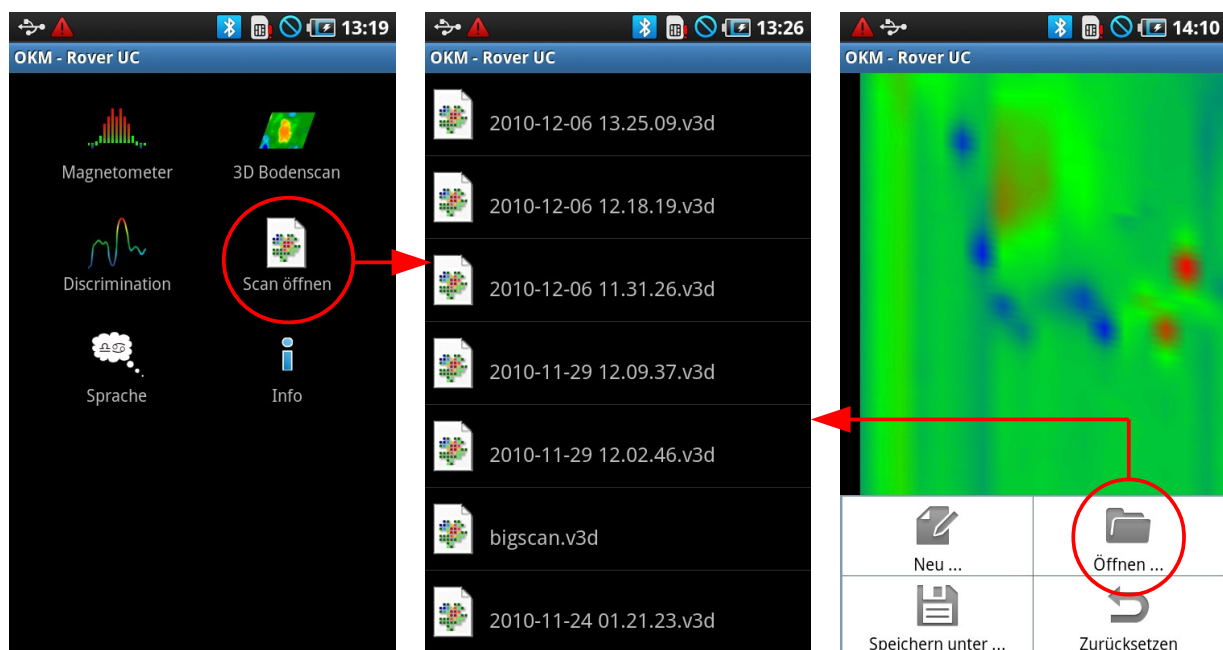 13:19
OKM - Rover UC
Magnetometer
3D Bodenscan
Discrimination
Scan öffnen
Sprache
Info
13:26
OKM - Rover UC
2010-12-06 13.25.09.v3d
2010-12-06 12.18.19.v3d
2010-12-06 11.31.26.v3d
2010-11-29 12.09.37.v3d
2010-11-29 12.02.46.v3d
bigscan.v3d
2010-11-24 01.21.23.v3d
14:10
OKM - Rover UC
Neu ...
Öffnen ...
Speichern unter ...
Zurücksetzen